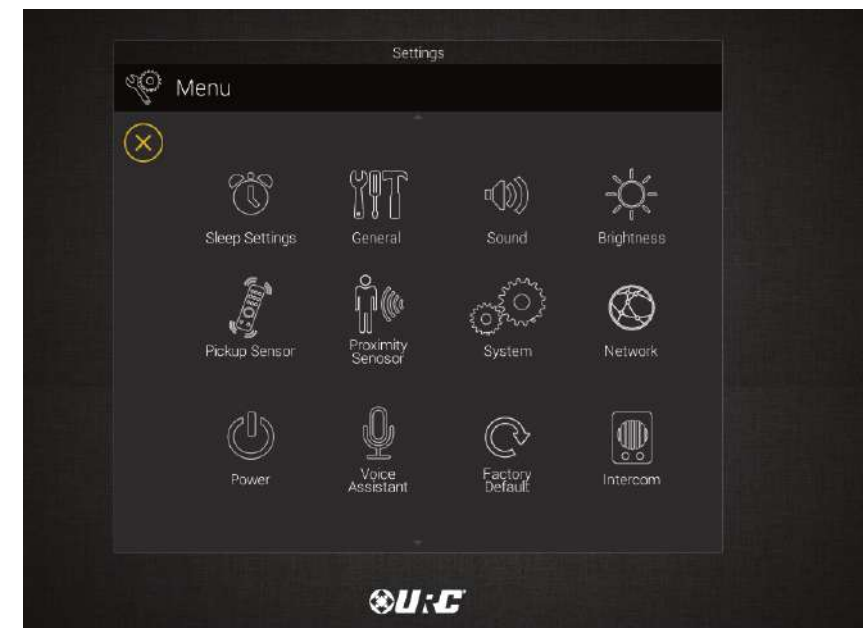 Settings
Menu
Sleep Settings
General
Sound
Brightness
Pickup Sensor
Proximity
Senosor
System
Network
Power
Voice
Assistant
Factory
Default
Intercom
URC